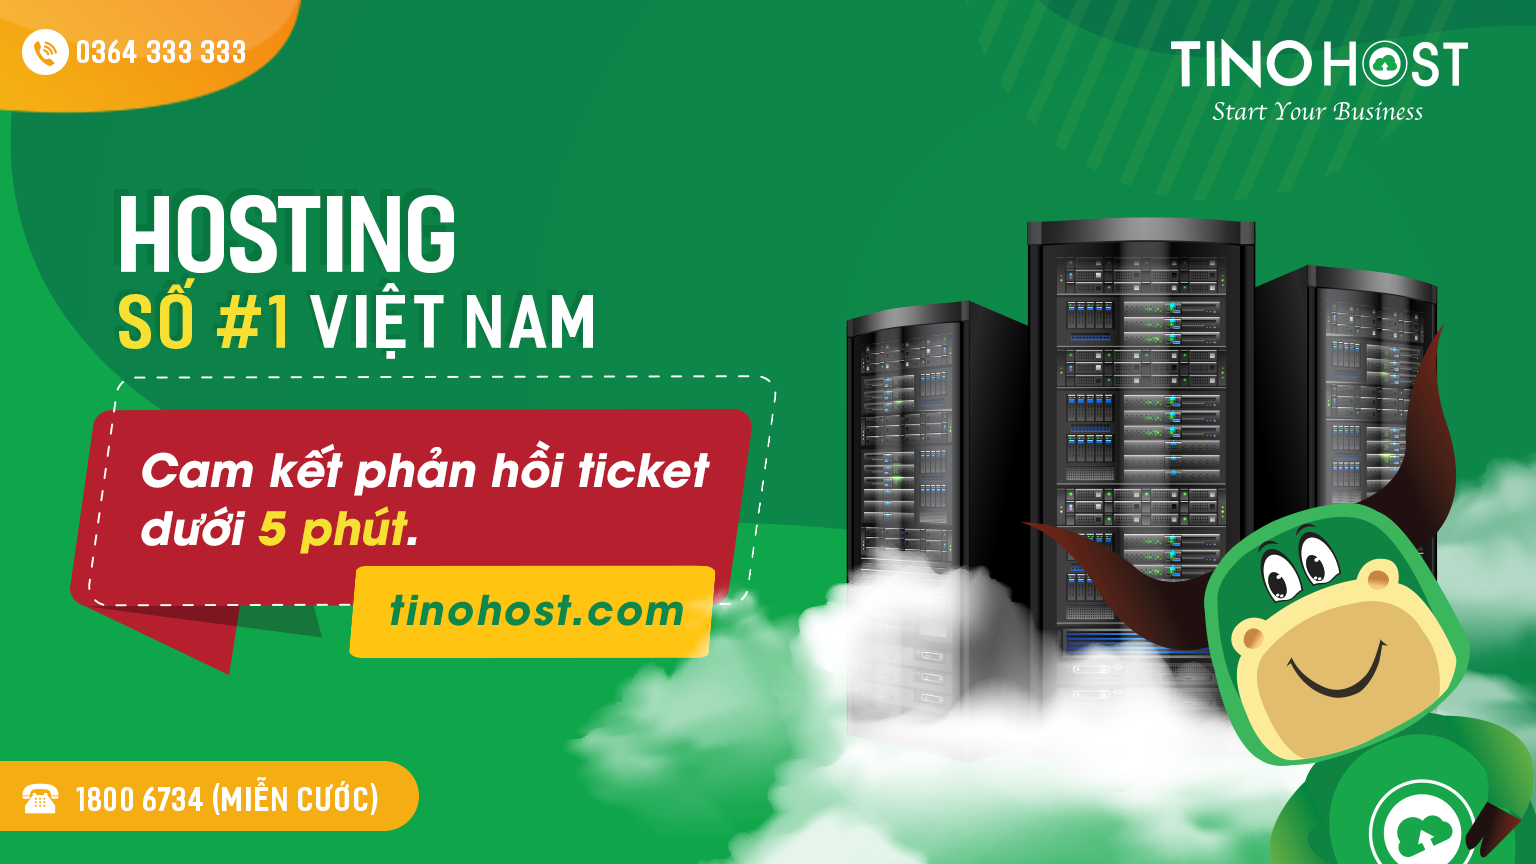 0364 333 333
TINOHOST
Start Your Business
HOSTING
SỐ #1 VIỆT NAM
Cam kết phản hồi ticket
dưới 5 phút.
tinohost.com
1800 6734 (MIỄN CƯỚC)